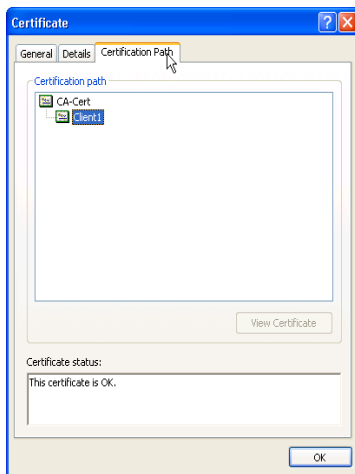 Certificate
General Details Certification Path
Certification path
CA-Cert
Client1
View Certificate
Certificate status:
This certificate is OK.
OK